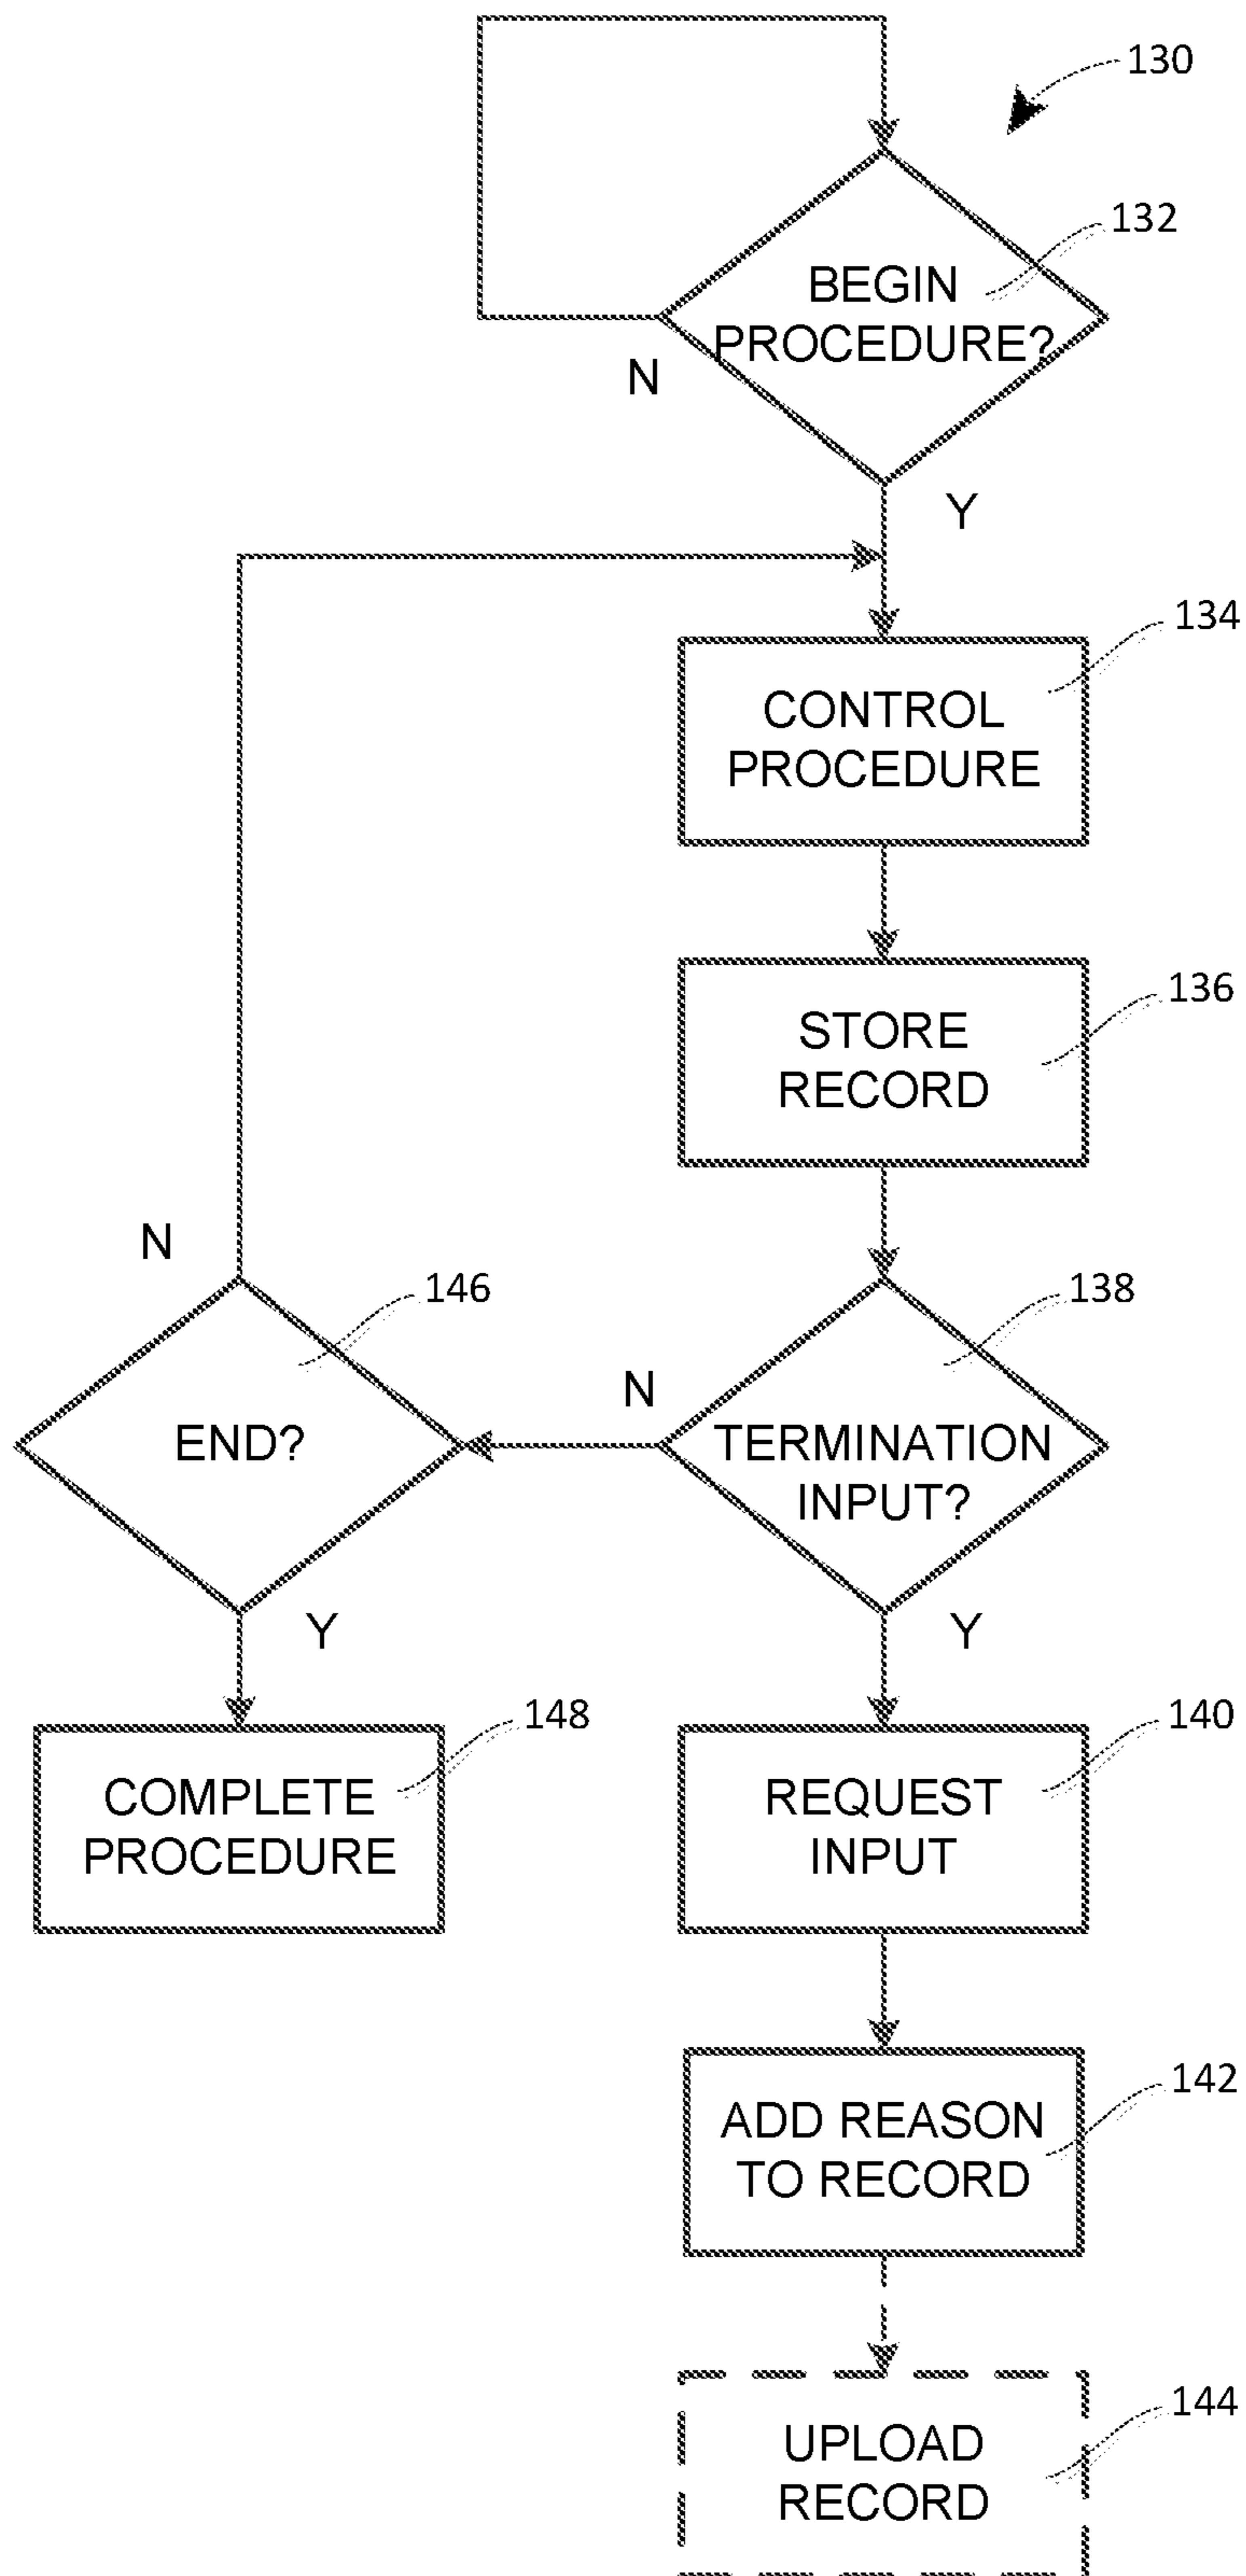 130
132
BEGIN
PROCEDURE?
N
Y
134
CONTROL
PROCEDURE
136
STORE
RECORD
N
146
138
N
END?
TERMINATION
INPUT?
Y
Y
148
140
COMPLETE
PROCEDURE
REQUEST
INPUT
142
ADD REASON
TO RECORD
144
UPLOAD
RECORD